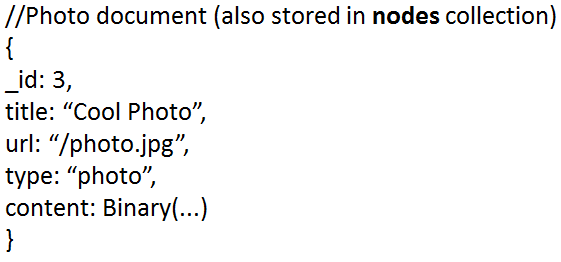 //Photo document (also stored in nodes collection)
{
_id: 3,
title: “Cool Photo”,
url: “/photo.jpg”,
type: “photo”,
content: Binary(...)
}